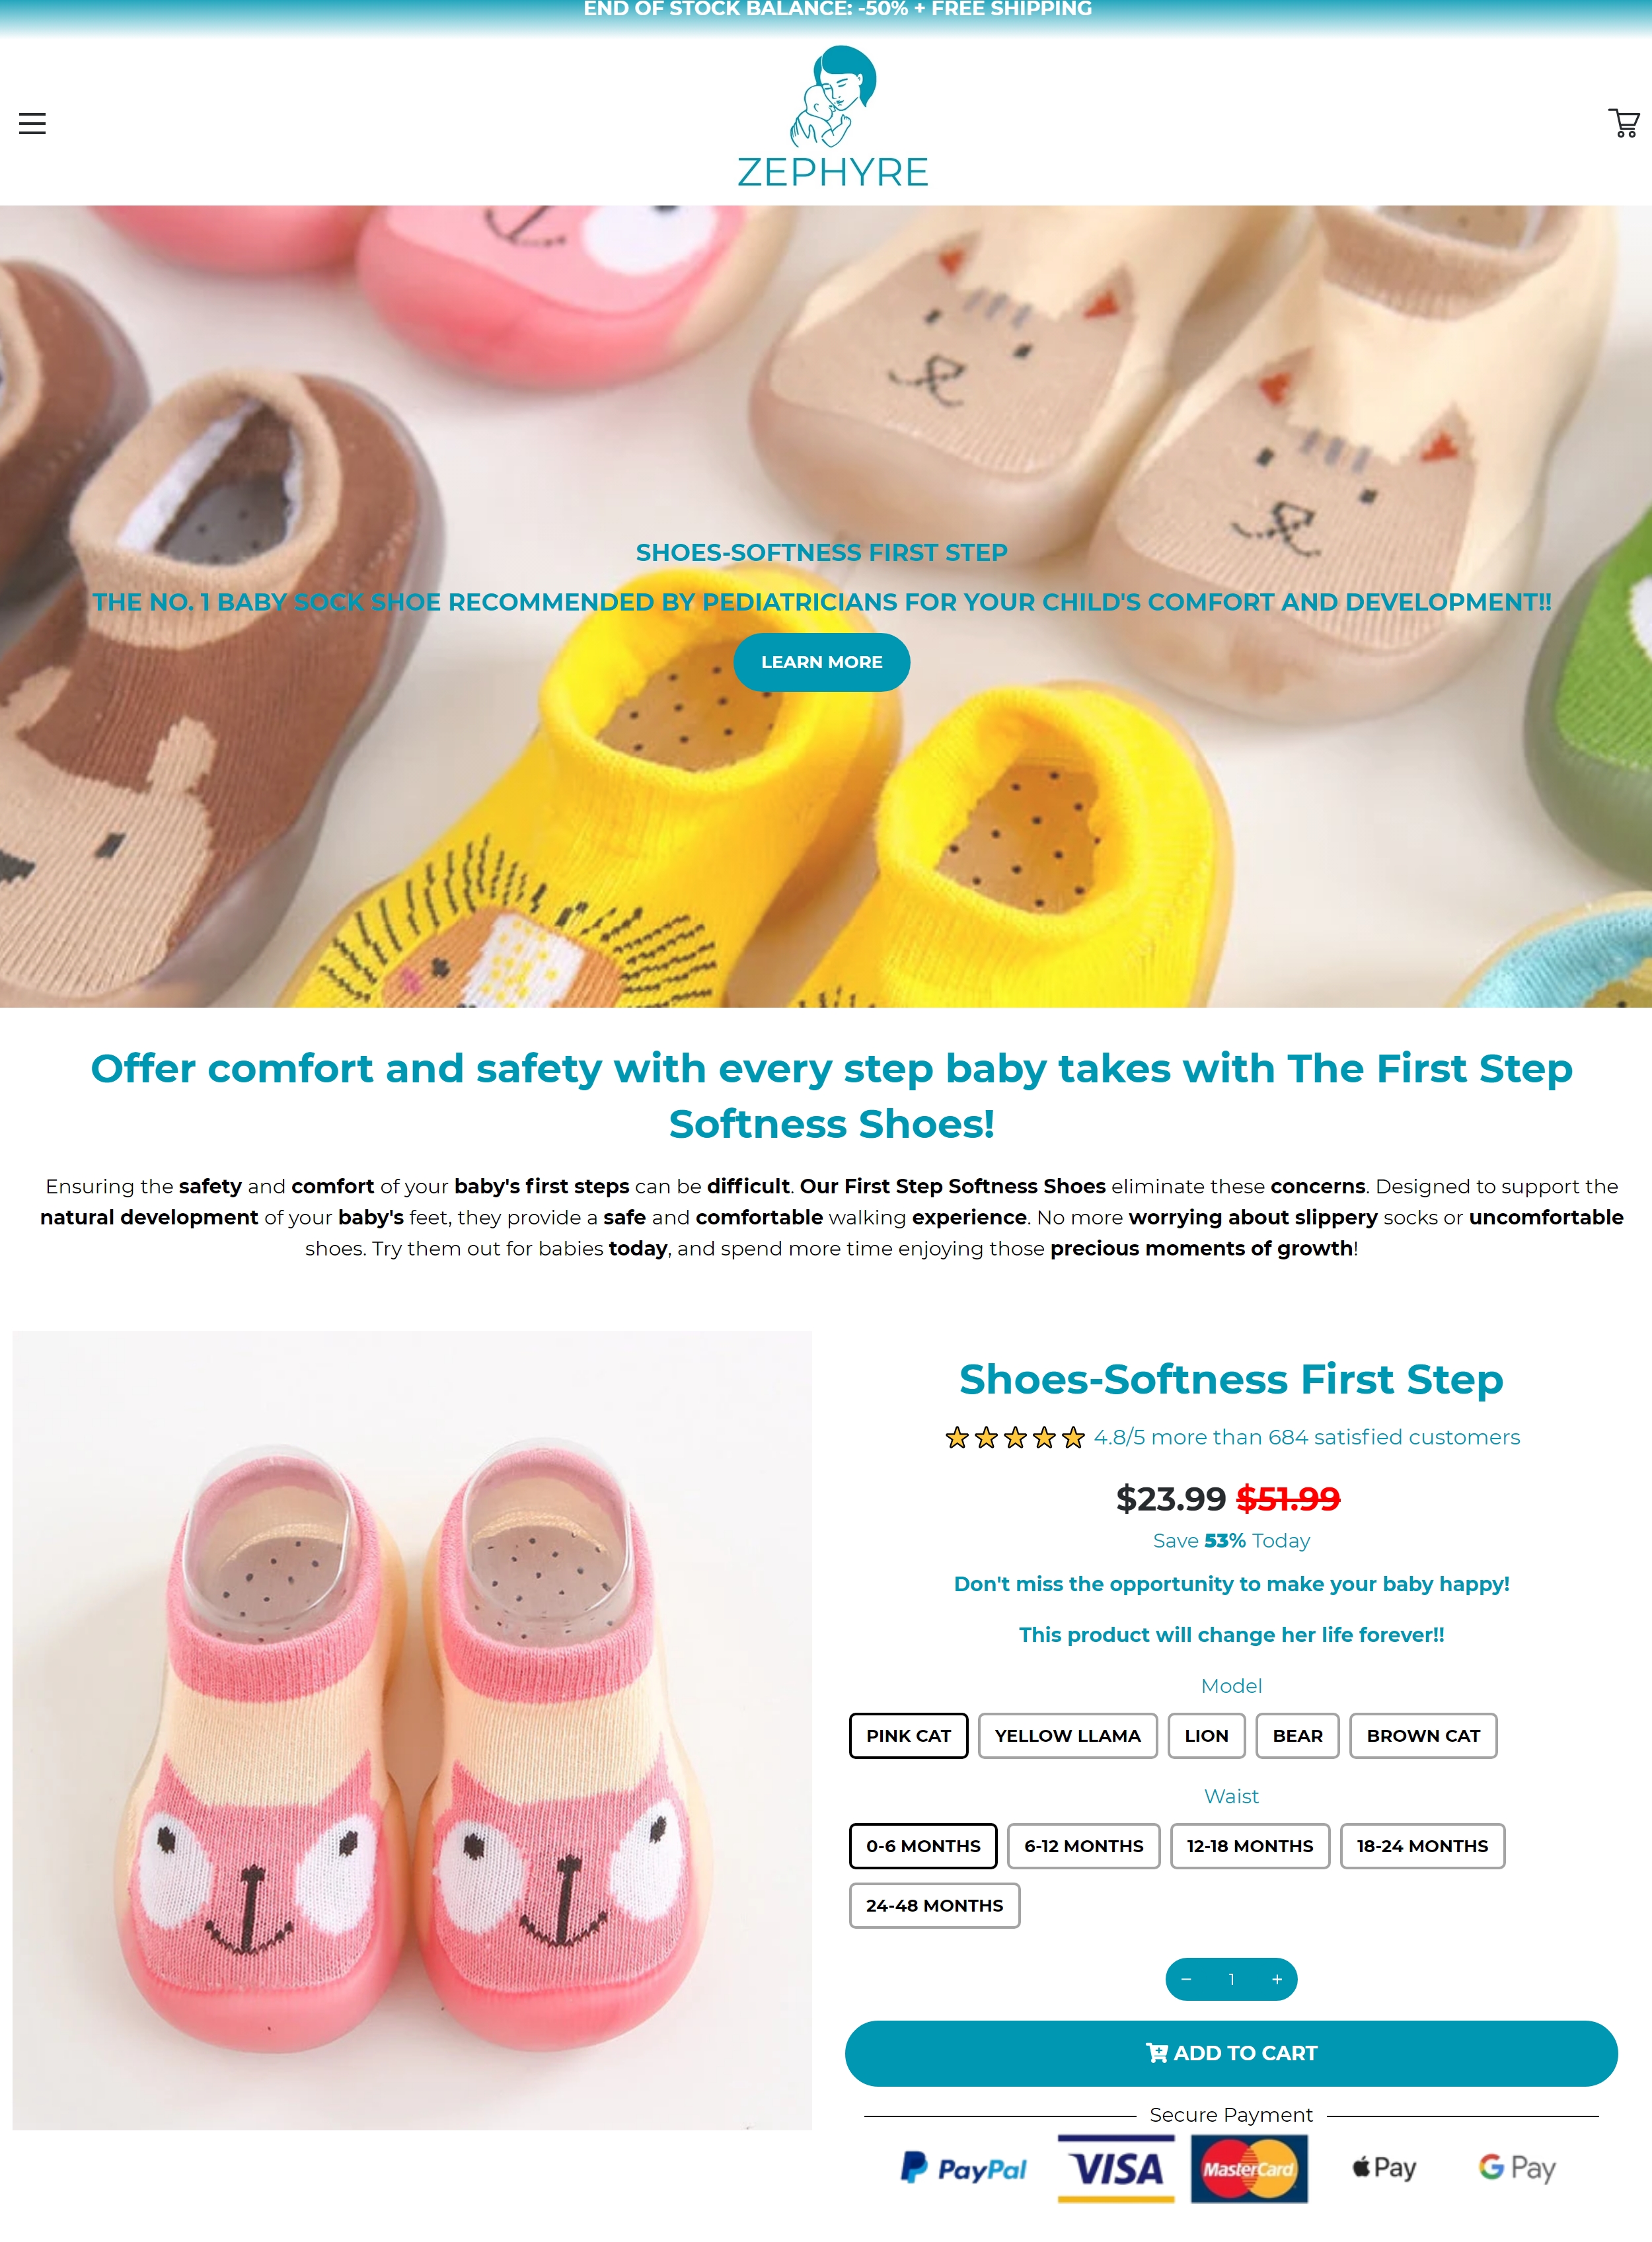 END OF STOCK BALANCE: -50% + FREE SHIPPING
ZEPHYRE
SHOES-SOFTNESS FIRST STEP
THE NO. 1 BABY SOCK SHOE RECOMMENDED BY PEDIATRICIANS FOR YOUR CHILD'S COMFORT AND DEVELOPMENT!!
LEARN MORE
Offer comfort and safety with every step baby takes with The First Step
Softness Shoes!
Ensuring the safety and comfort of your baby's first steps can be difficult. Our First Step Softness Shoes eliminate these concerns. Designed to support the
natural development of your baby's feet, they provide a safe and comfortable walking experience. No more worrying about slippery socks or uncomfortable
shoes. Try them out for babies today, and spend more time enjoying those precious moments of growth!
Shoes-Softness First Step
4.8/5 more than 684 satisfied customers
$23.99 $51.99
Save 53% Today
Don't miss the opportunity to make your baby happy!
This product will change her life forever!!
Model
PINK CAT YELLOW LLAMA LION BEAR BROWN CAT
Waist
0-6 MONTHS 6-12 MONTHS 12-18 MONTHS 18-24 MONTHS
24-48 MONTHS
− 1 +
ADD TO CART
Secure Payment
PayPal VISA MasterCard Pay G Pay